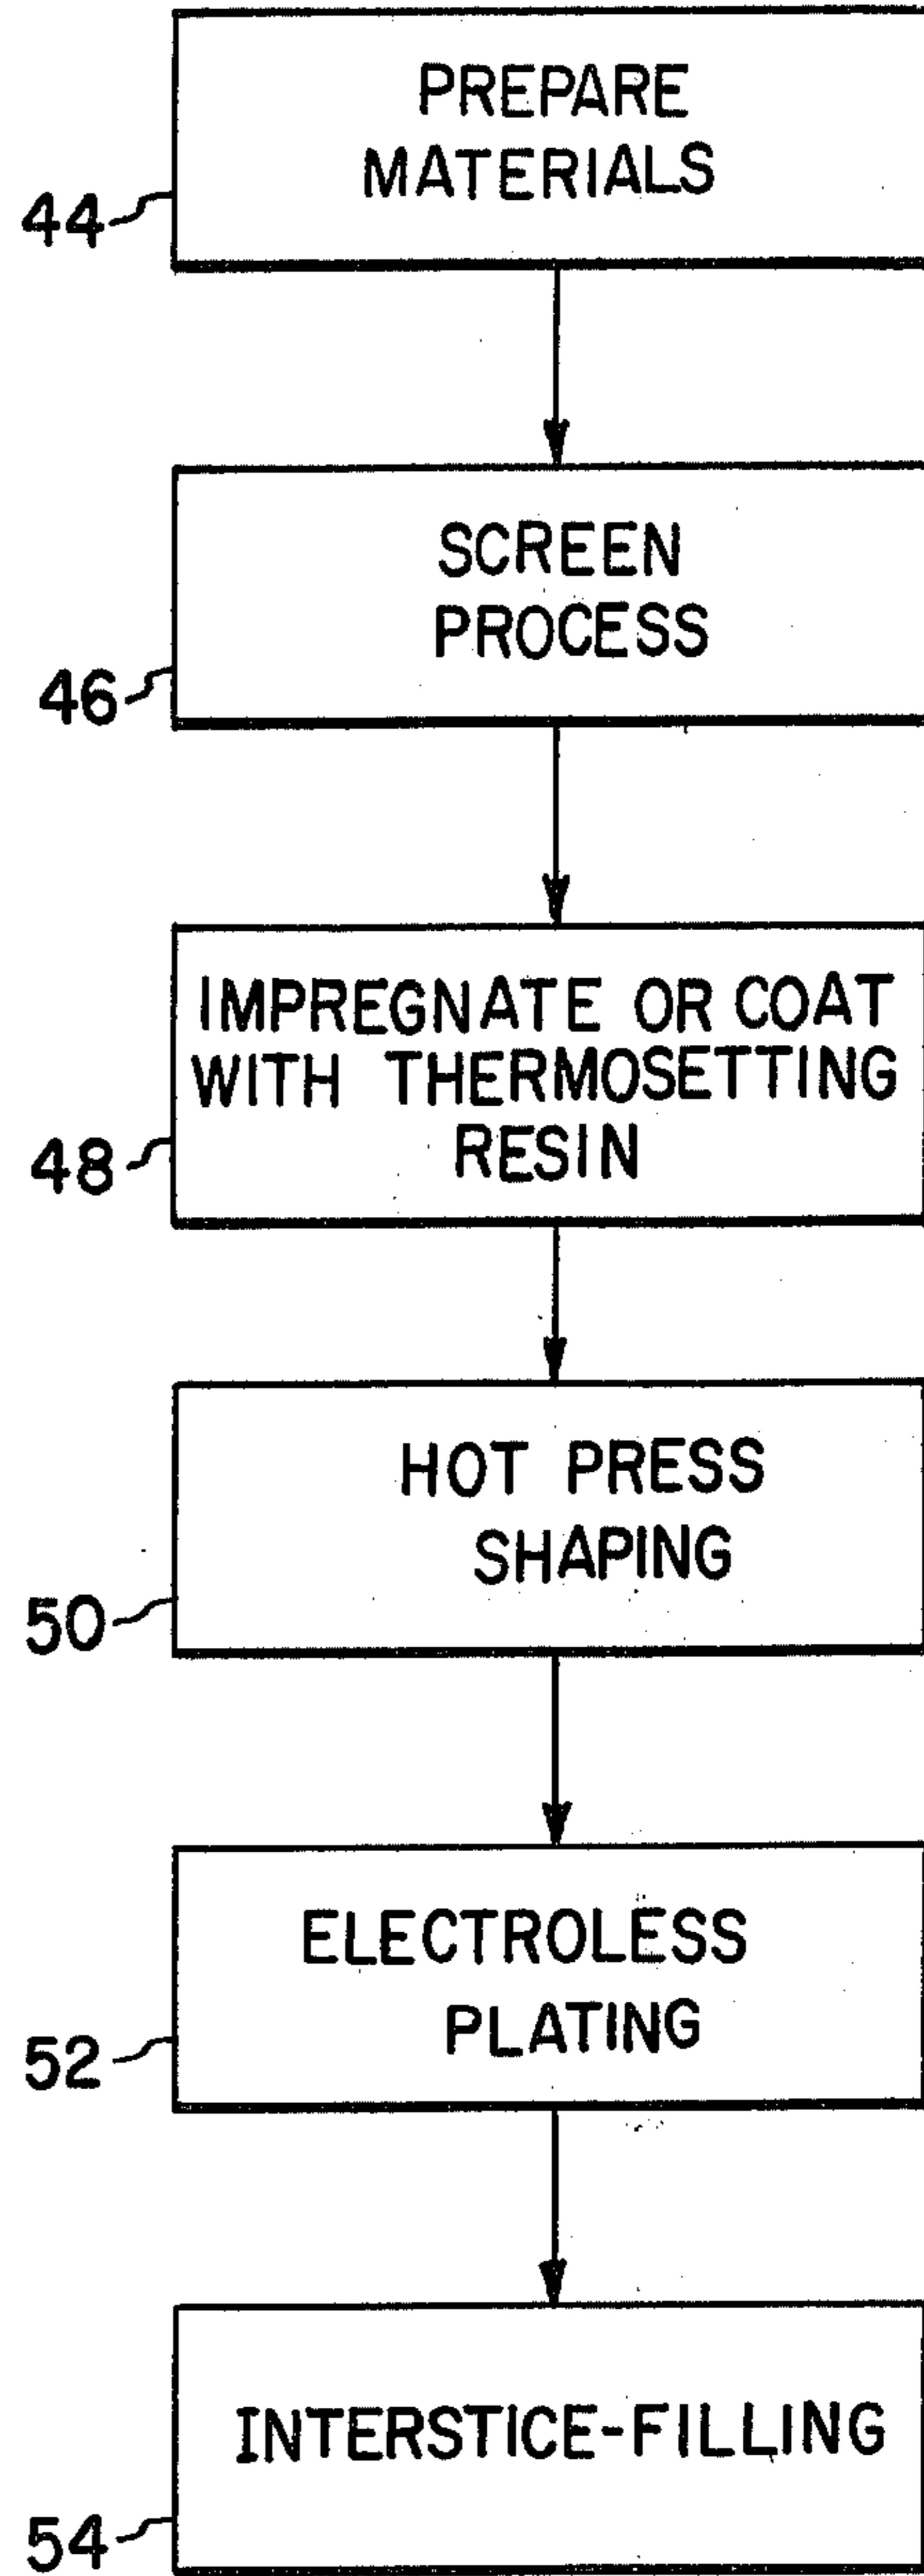 PREPARE
MATERIALS
44
SCREEN
PROCESS
46
IMPREGNATE OR COAT
WITH THERMOSETTING
RESIN
48
HOT PRESS
SHAPING
50
ELECTROLESS
PLATING
52
INTERSTICE-FILLING
54